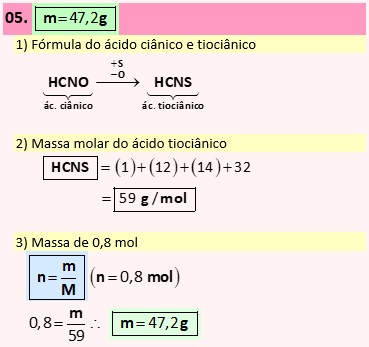 05. m=47,2g
1) Fórmula do ácido ciânico e tiociânico
+S
HCNO ⟶ HCNS
−O
ác. ciânico ác. tiociânico
2) Massa molar do ácido tiociânico
HCNS = (1)+(12)+(14)+32
= 59 g/mol
3) Massa de 0,8 mol
n = m/M (n=0,8 mol)
0,8 = m/59 ∴ m=47,2g